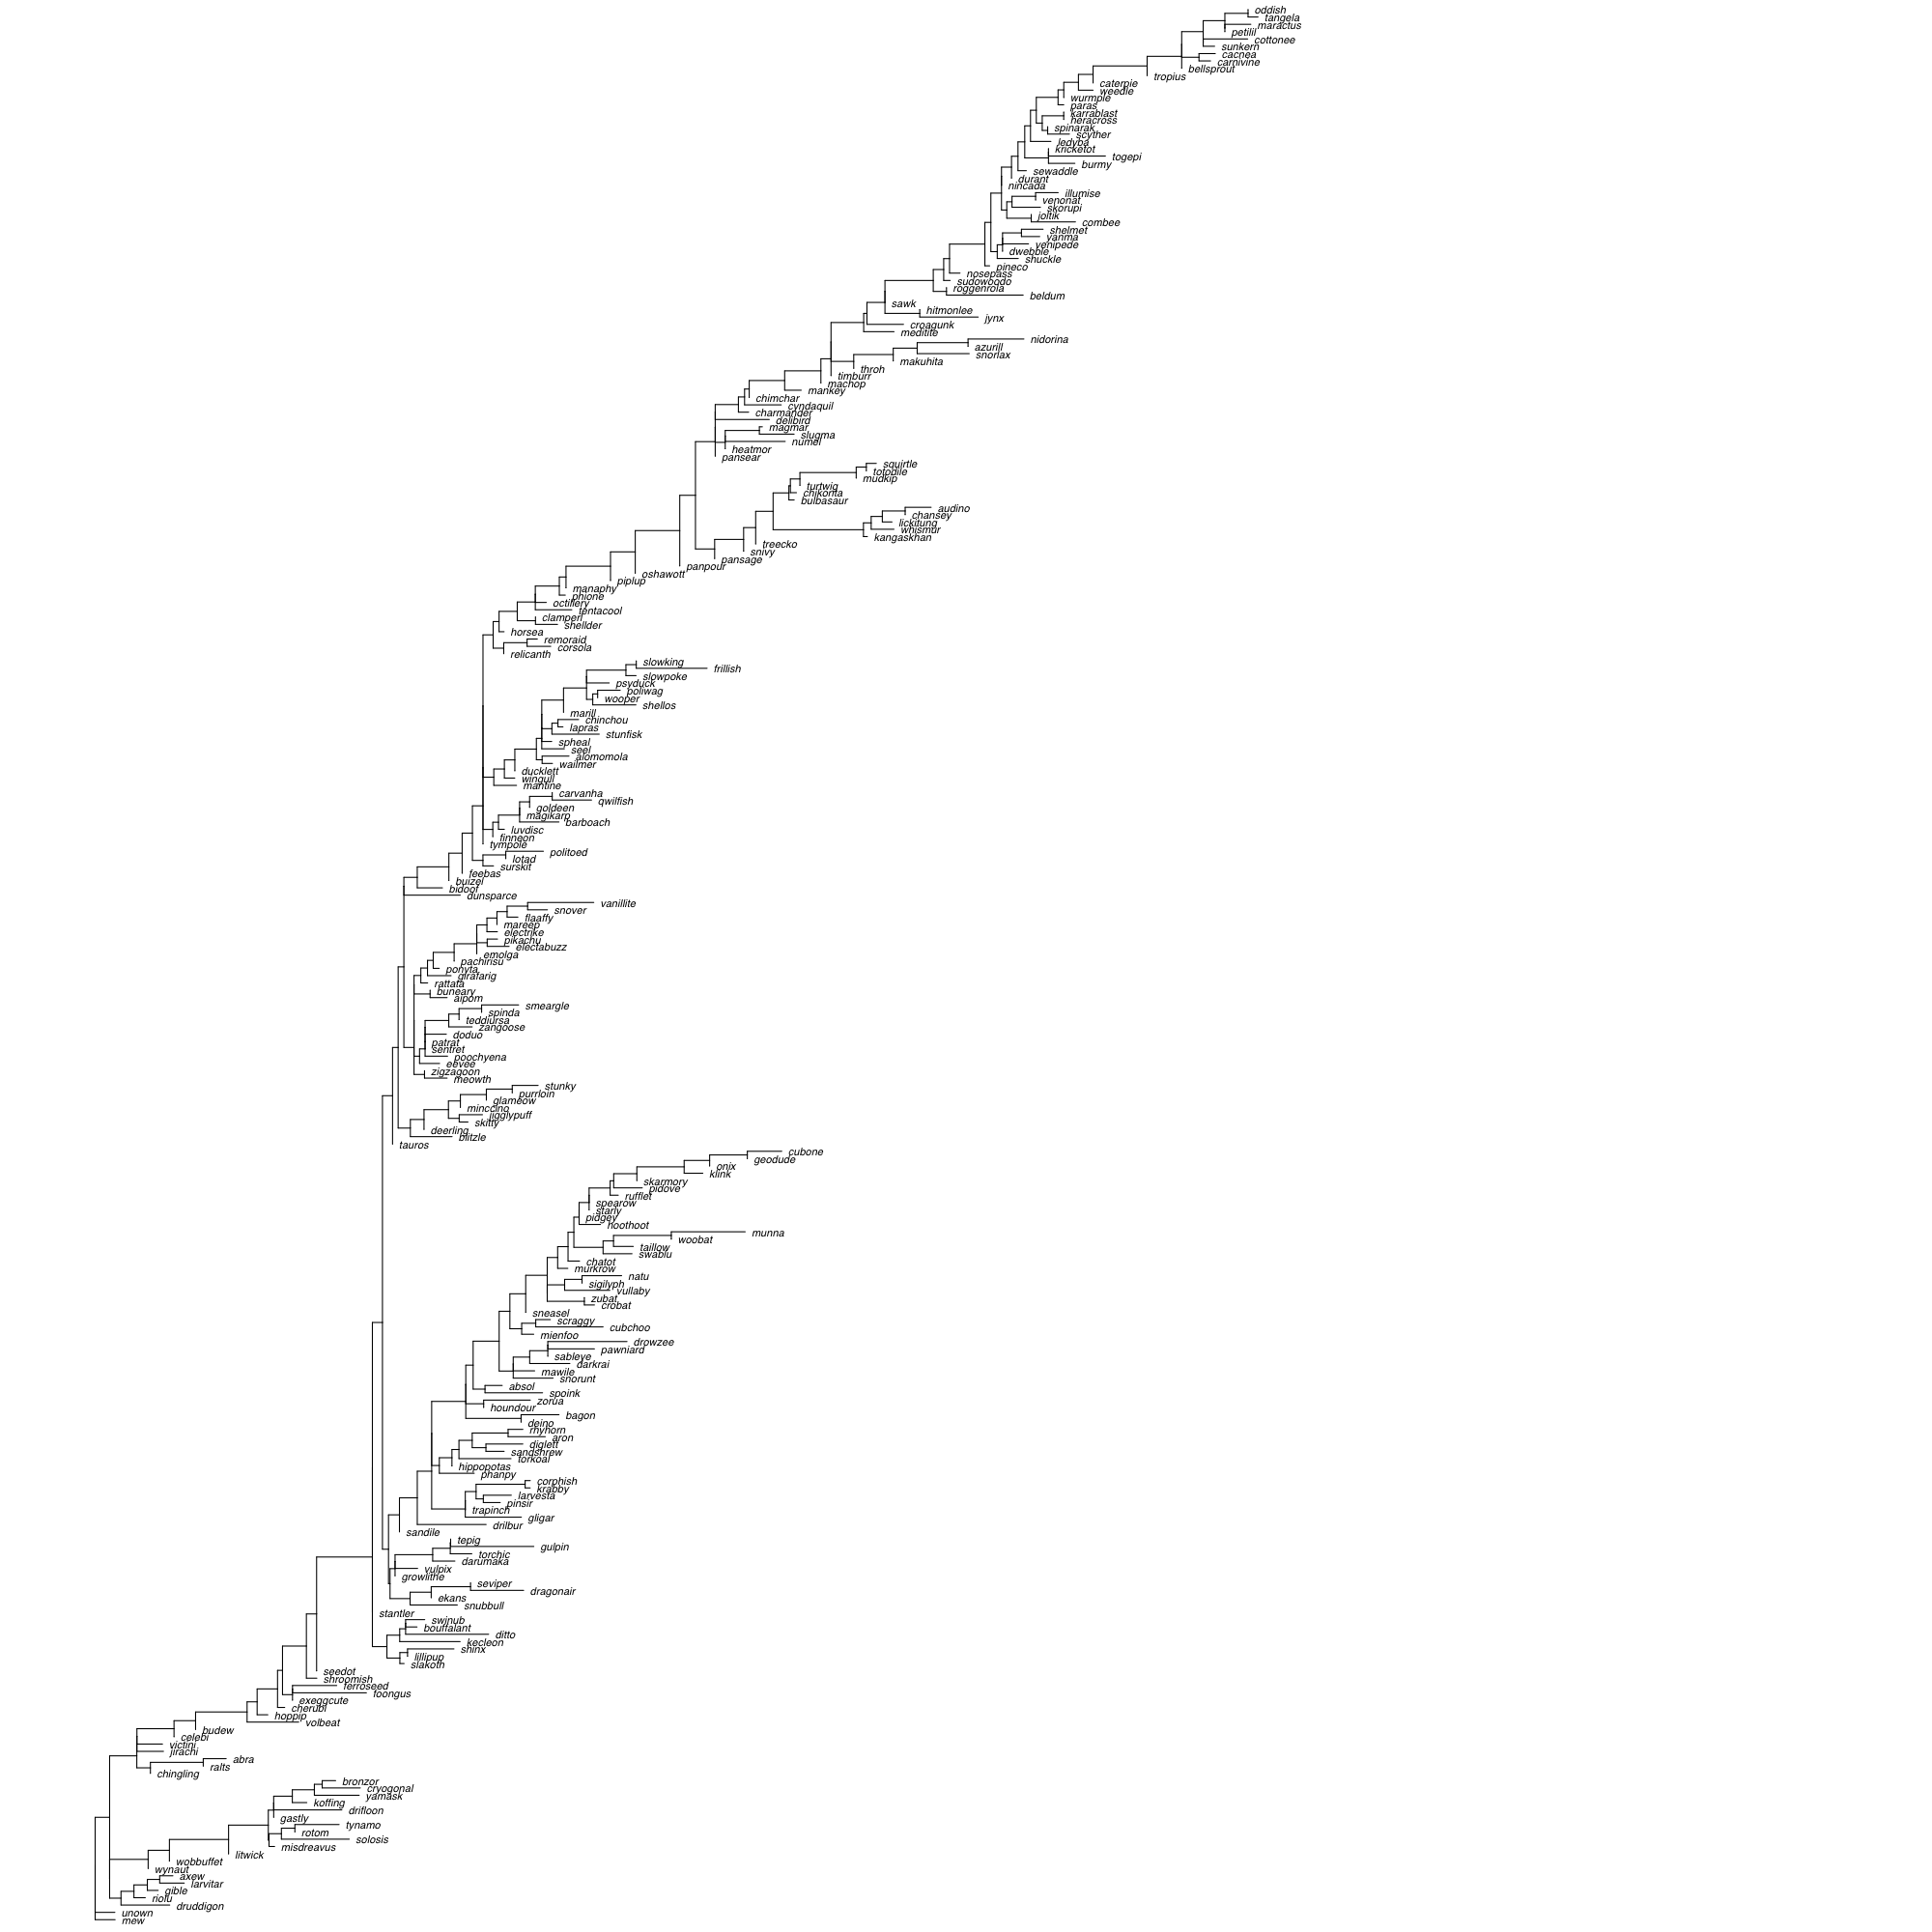 oddish
tangela
maractus
petilil
cottonee
sunkern
cacnea
carnivine
bellsprout
tropius
caterpie
weedle
wurmple
paras
karrablast
heracross
spinarak
scyther
ledyba
kricketot
togepi
burmy
sewaddle
durant
nincada
illumise
venonat
skorupi
joltik
combee
shelmet
yanma
venipede
dwebble
shuckle
pineco
nosepass
sudowoodo
roggenrola
beldum
sawk
hitmonlee
jynx
croagunk
meditite
nidorina
azurill
snorlax
makuhita
throh
timburr
machop
mankey
chimchar
cyndaquil
charmander
delibird
magmar
slugma
numel
heatmor
pansear
squirtle
totodile
mudkip
turtwig
chikorita
bulbasaur
audino
chansey
lickitung
whismur
kangaskhan
treecko
snivy
pansage
panpour
oshawott
piplup
manaphy
phione
octillery
tentacool
clamperl
shellder
horsea
remoraid
corsola
relicanth
slowking
frillish
slowpoke
psyduck
poliwag
wooper
shellos
marill
chinchou
lapras
stunfisk
spheal
seel
alomomola
wailmer
ducklett
wingull
mantine
carvanha
qwilfish
goldeen
magikarp
barboach
luvdisc
finneon
tympole
politoed
lotad
surskit
feebas
buizel
bidoof
dunsparce
vanillite
snover
flaaffy
mareep
electrike
pikachu
electabuzz
emolga
pachirisu
ponyta
girafarig
rattata
buneary
aipom
smeargle
spinda
teddiursa
zangoose
doduo
patrat
sentret
poochyena
eevee
zigzagoon
meowth
stunky
purrloin
glameow
minccino
jigglypuff
skitty
deerling
blitzle
tauros
cubone
geodude
onix
klink
skarmory
pidove
rufflet
spearow
starly
pidgey
hoothoot
munna
woobat
taillow
swablu
chatot
murkrow
natu
sigilyph
vullaby
zubat
crobat
sneasel
scraggy
cubchoo
mienfoo
drowzee
pawniard
sableye
darkrai
mawile
snorunt
absol
spoink
zorua
houndour
bagon
deino
rhyhorn
aron
diglett
sandshrew
torkoal
hippopotas
phanpy
corphish
krabby
larvesta
pinsir
trapinch
gligar
drilbur
sandile
tepig
gulpin
torchic
darumaka
vulpix
growlithe
seviper
dragonair
ekans
snubbull
stantler
swinub
bouffalant
ditto
kecleon
shinx
lillipup
slakoth
seedot
shroomish
ferroseed
foongus
exeggcute
cherubi
hoppip
volbeat
budew
celebi
victini
jirachi
abra
ralts
chingling
bronzor
cryogonal
yamask
koffing
drifloon
gastly
tynamo
rotom
solosis
misdreavus
litwick
wobbuffet
wynaut
axew
larvitar
gible
riolu
druddigon
unown
mew